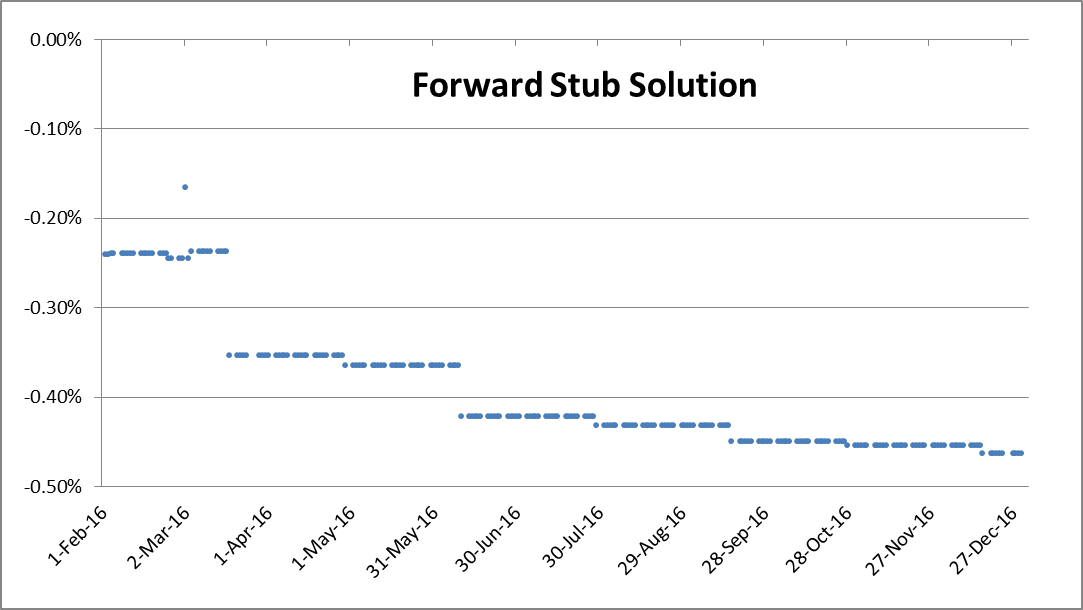 Forward Stub Solution
0.00%
-0.10%
-0.20%
-0.30%
-0.40%
-0.50%
1-Feb-16
2-Mar-16
1-Apr-16
1-May-16
31-May-16
30-Jun-16
30-Jul-16
29-Aug-16
28-Sep-16
28-Oct-16
27-Nov-16
27-Dec-16